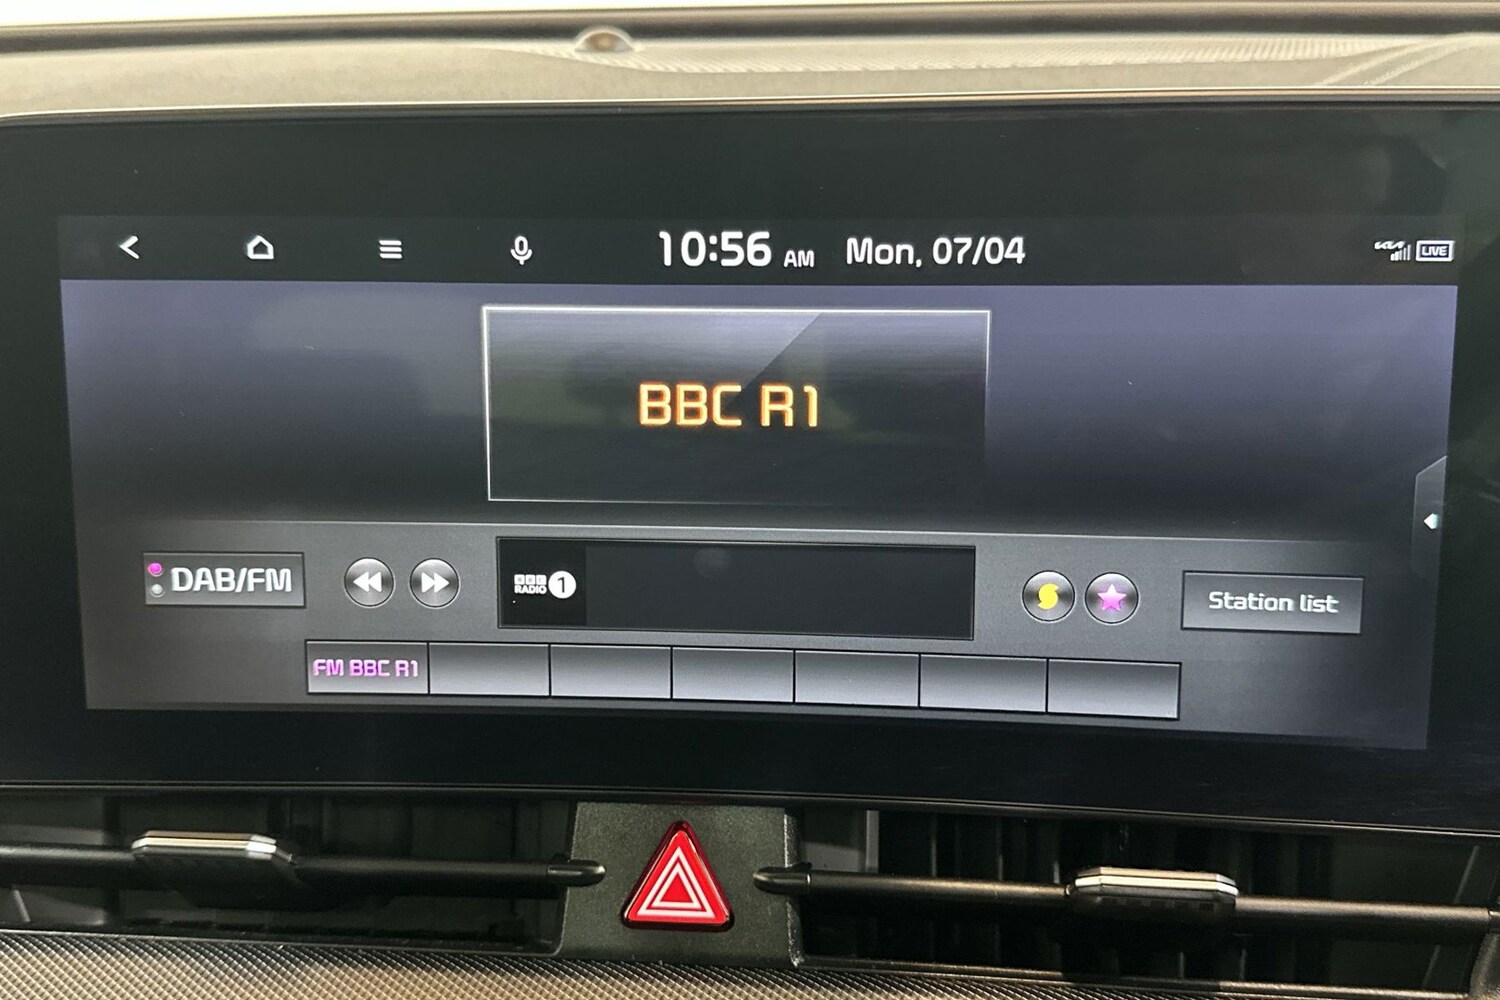 10:56 AM Mon, 07/04
KIA LIVE
BBC R1
DAB/FM
BBC RADIO 1
Station list
FM BBC R1